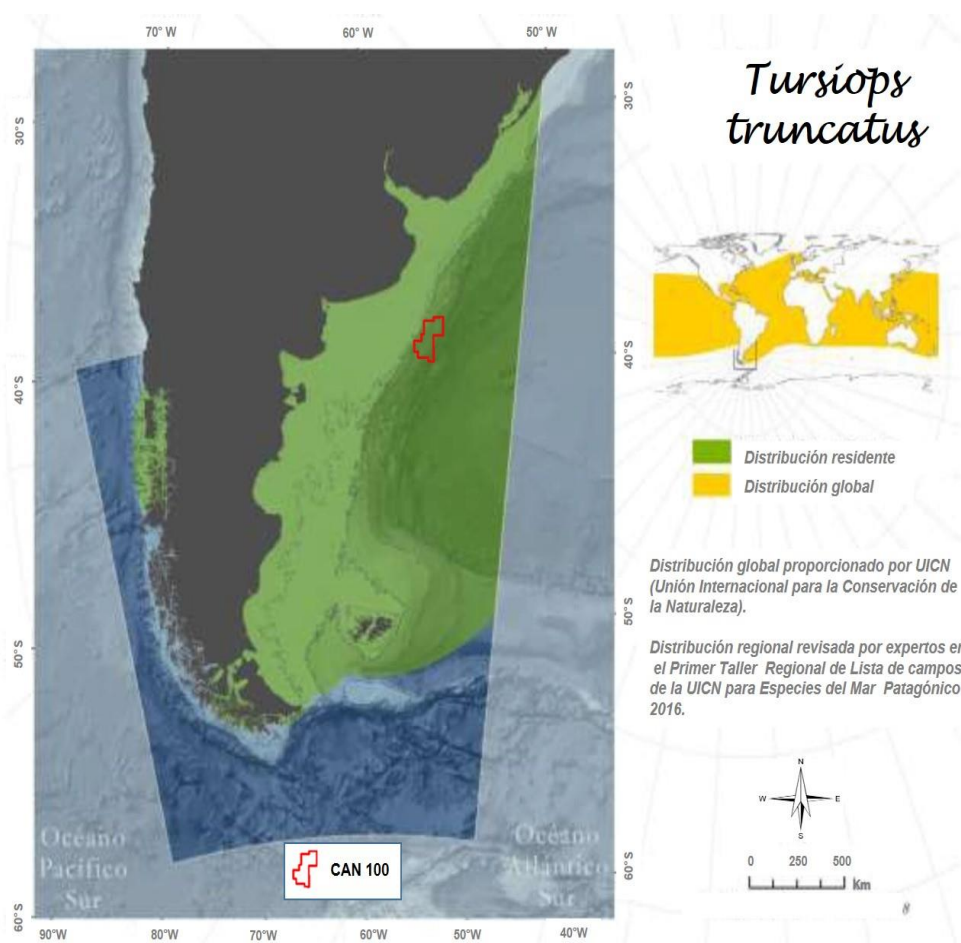 70° W
60° W
50° W
Tursiops
truncatus
30°S
30°S
40°S
40°S
50°S
50°S
60°S
60°S
Distribución residente
Distribución global
Distribución global proporcionado por UICN
(Unión Internacional para la Conservación de
la Naturaleza).
Distribución regional revisada por expertos en
el Primer Taller Regional de Lista de campos
de la UICN para Especies del Mar Patagónico
2016.
N
W
E
S
0 250 500
Km
Océano
Pacífico
Sur
Océano
Atlántico
Sur
CAN 100
90°W
80°W
70°W
60°W
50°W
40°W